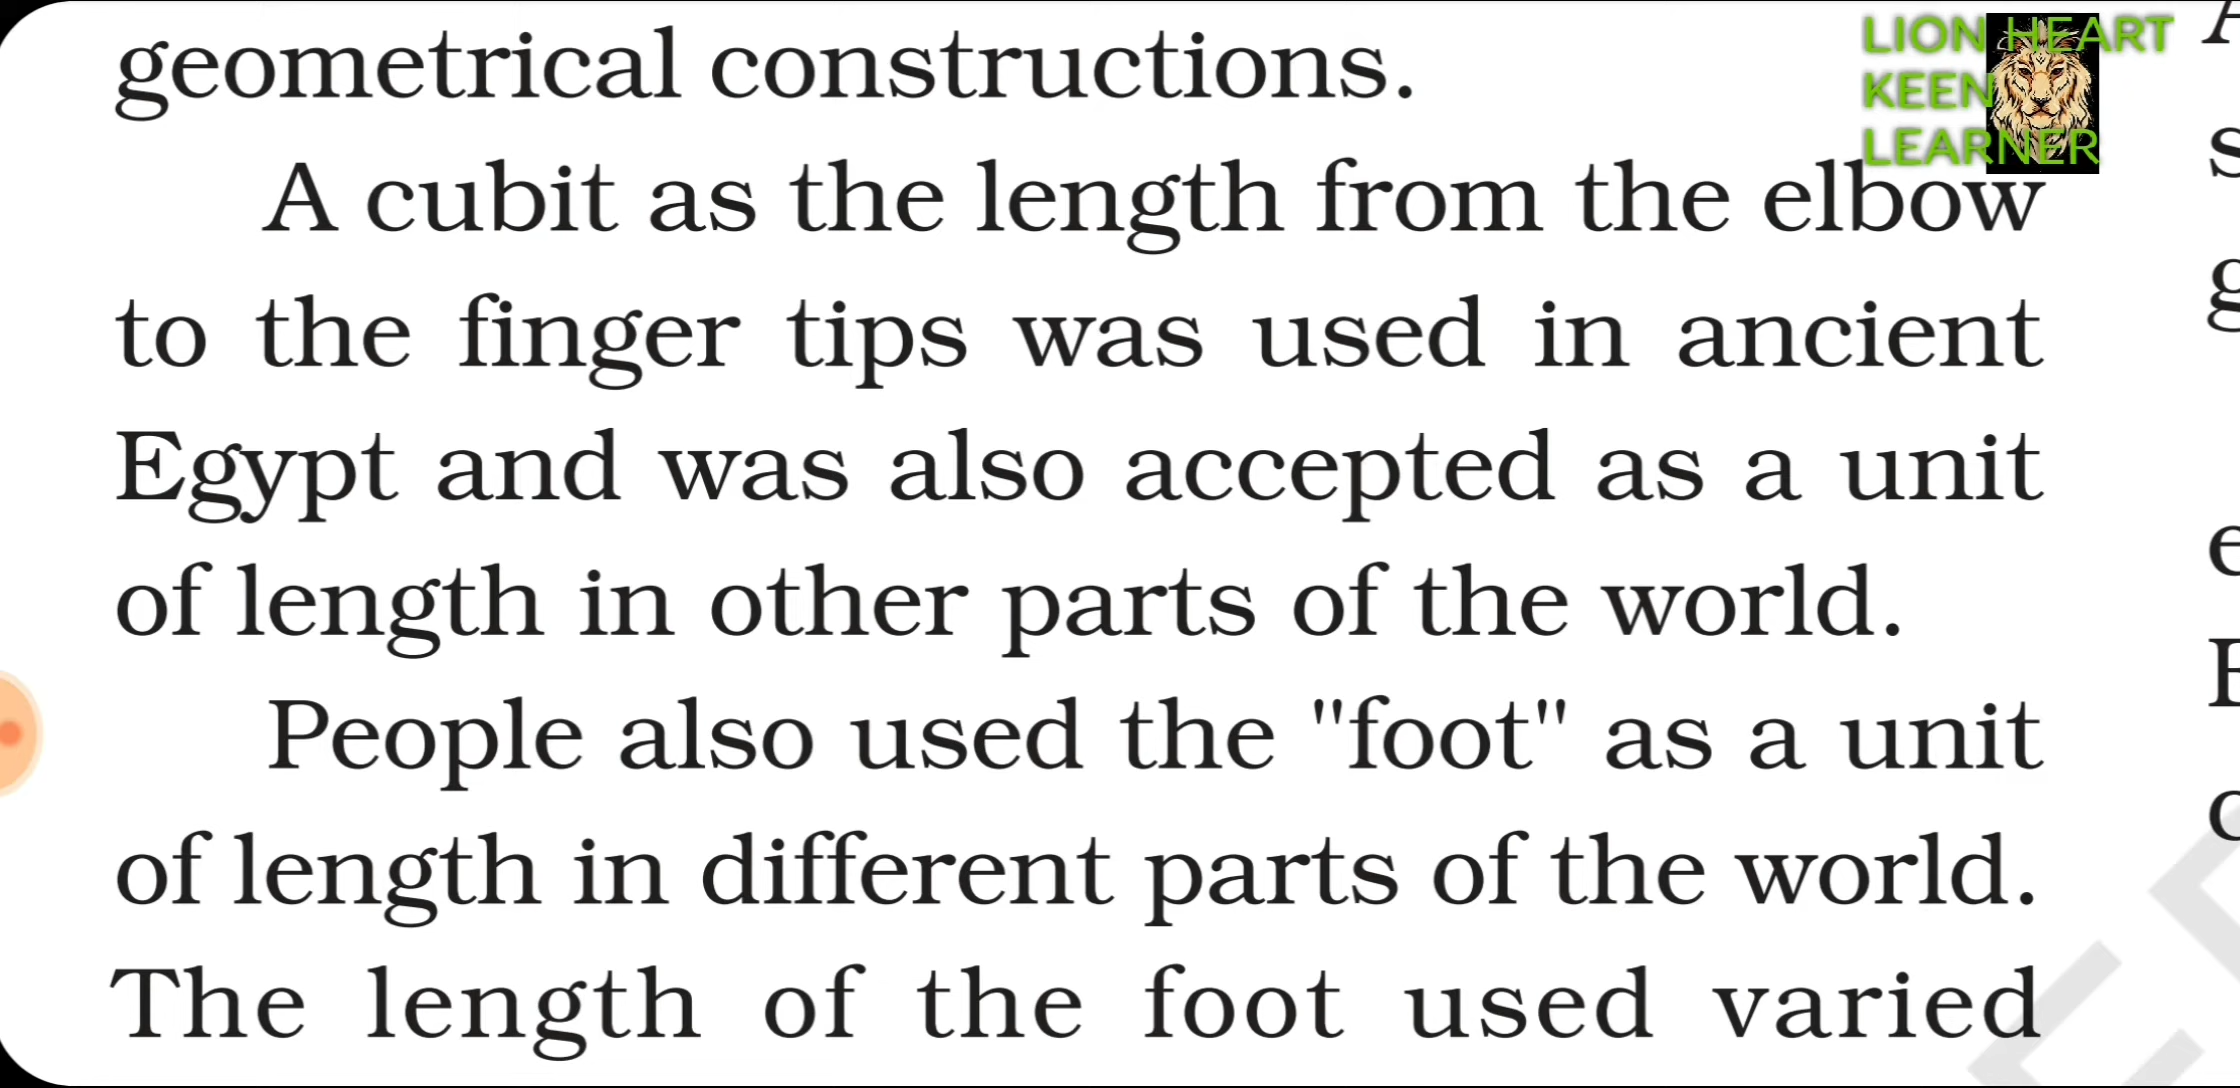 geometrical constructions.
LION HEART
KEEN
LEARNER
A cubit as the length from the elbow
to the finger tips was used in ancient
Egypt and was also accepted as a unit
of length in other parts of the world.
People also used the "foot" as a unit
of length in different parts of the world.
The length of the foot used varied